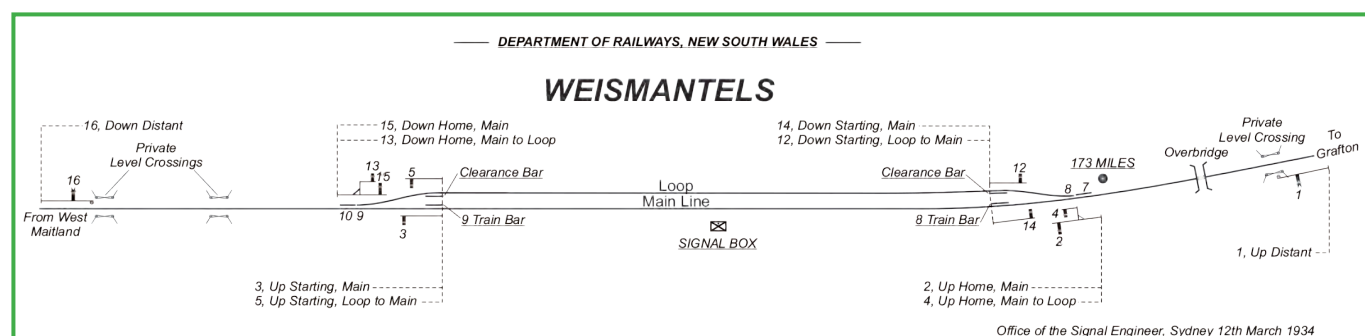 DEPARTMENT OF RAILWAYS, NEW SOUTH WALES
WEISMANTELS
16, Down Distant
Private
Level Crossings
16
From West
Maitland
15, Down Home, Main
13, Down Home, Main to Loop
13
15
5
10 9
3
Clearance Bar
9 Train Bar
Loop
Main Line
SIGNAL BOX
14, Down Starting, Main
12, Down Starting, Loop to Main
Clearance Bar
8 Train Bar
12
8 7
14
4
2
173 MILES
Overbridge
Private
Level Crossing
To
Grafton
1
1, Up Distant
3, Up Starting, Main
5, Up Starting, Loop to Main
2, Up Home, Main
4, Up Home, Main to Loop
Office of the Signal Engineer, Sydney 12th March 1934